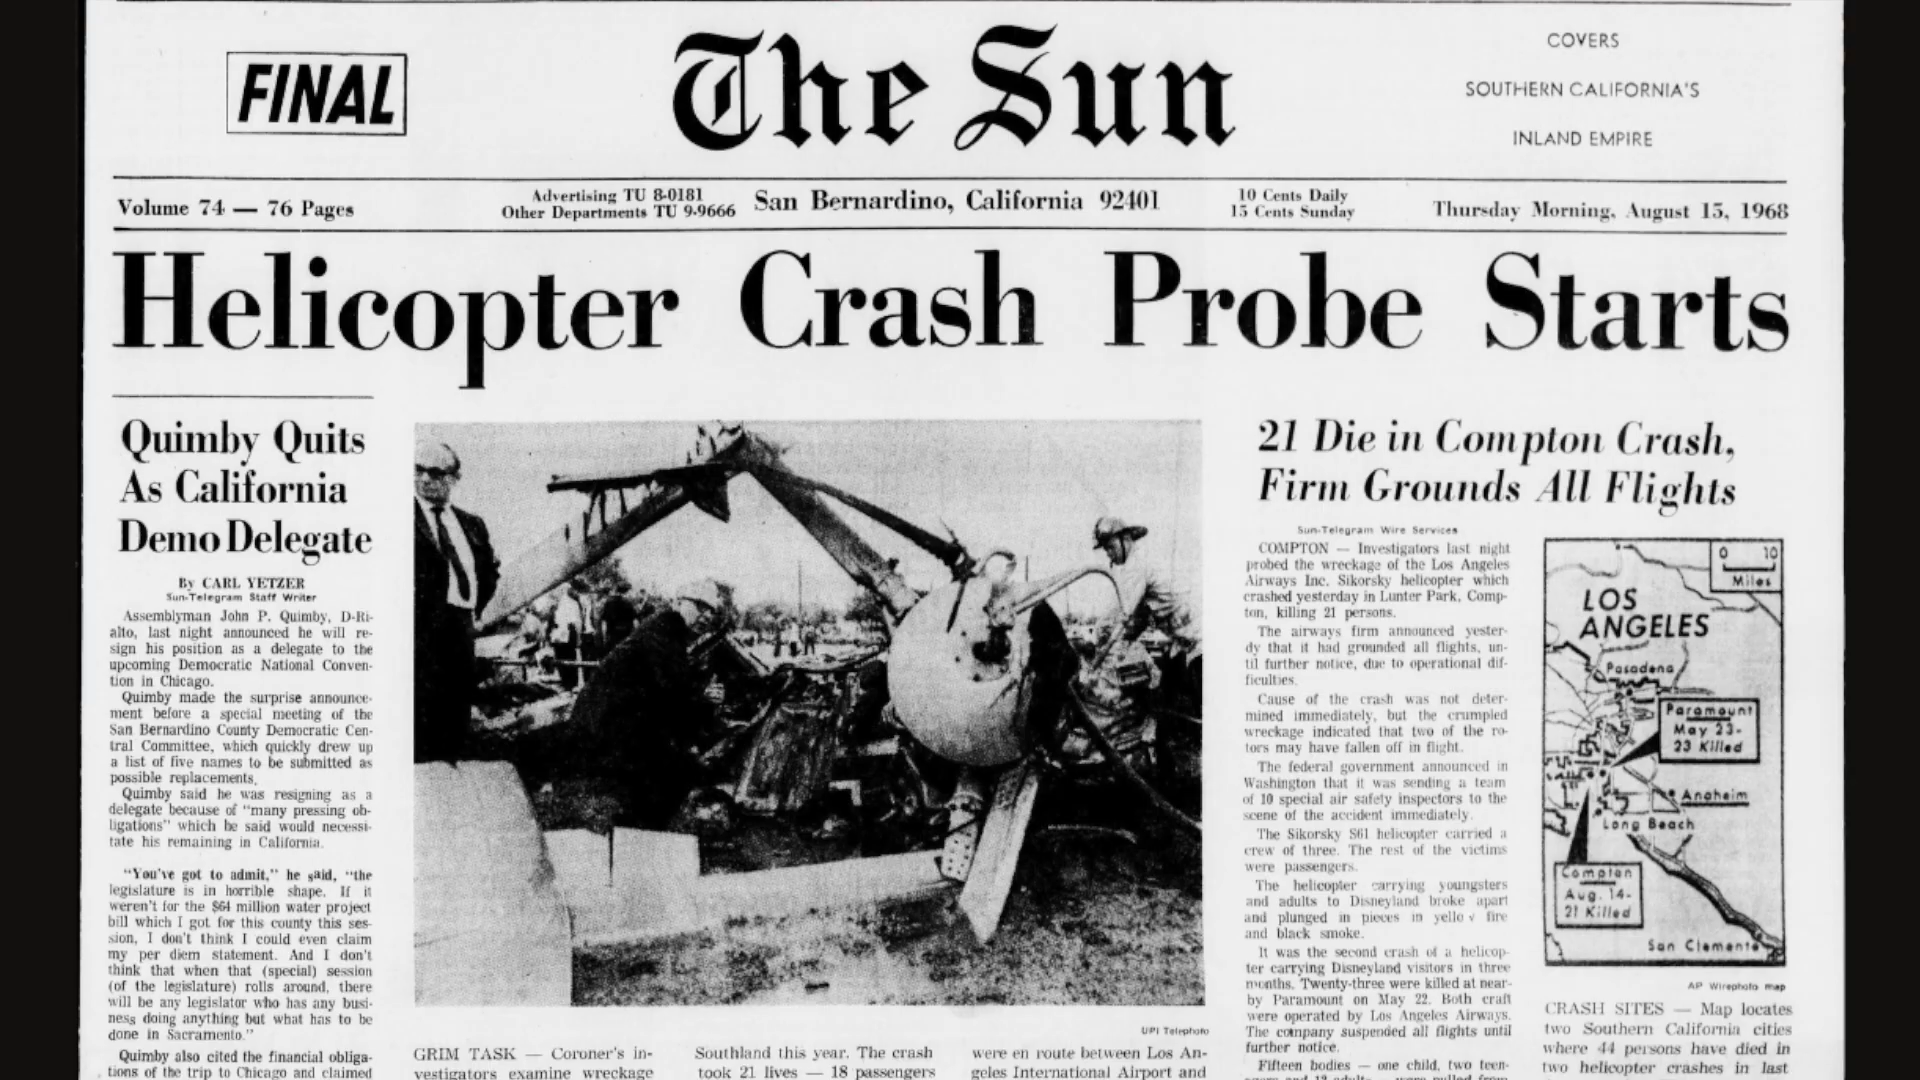 FINAL
The Sun
COVERS
SOUTHERN CALIFORNIA'S
INLAND EMPIRE
Volume 74 — 76 Pages
Advertising TU 8-0181
Other Departments TU 9-9666
San Bernardino, California 92401
10 Cents Daily
15 Cents Sunday
Thursday Morning, August 15, 1968
Helicopter Crash Probe Starts
Quimby Quits
As California
Demo Delegate
By CARL YETZER
Sun-Telegram Staff Writer
Assemblyman John P. Quimby, D-Ri-
alto, last night announced he will re-
sign his position as a delegate to the
upcoming Democratic National Conven-
tion in Chicago.
Quimby made the surprise announce-
ment before a special meeting of the
San Bernardino County Democratic Cen-
tral Committee, which quickly drew up
a list of five names to be submitted as
possible replacements.
Quimby said he was resigning as a
delegate because of "many pressing ob-
ligations" which he said would necessi-
tate his remaining in California.
"You've got to admit," he said, "the
legislature is in horrible shape. If it
weren't for the $64 million water project
bill which I got for this county this ses-
sion, I don't think I could even claim
my per diem statement. And I don't
think that when that (special) session
(of the legislature) rolls around, there
will be any legislator who has any busi-
ness doing anything but what has to be
done in Sacramento."
Quimby also cited the financial obliga-
tions of the trip to Chicago and claimed
UPI Telephoto
GRIM TASK — Coroner's in-
vestigators examine wreckage
Southland this year. The crash
took 21 lives — 18 passengers
were en route between Los An-
geles International Airport and
21 Die in Compton Crash,
Firm Grounds All Flights
Sun-Telegram Wire Services
COMPTON — Investigators last night
probed the wreckage of the Los Angeles
Airways Inc. Sikorsky helicopter which
crashed yesterday in Lunter Park, Comp-
ton, killing 21 persons.
The airways firm announced yester-
dy that it had grounded all flights, un-
til further notice, due to operational dif-
ficulties.
Cause of the crash was not deter-
mined immediately, but the crumpled
wreckage indicated that two of the ro-
tors may have fallen off in flight.
The federal government announced in
Washington that it was sending a team
of 10 special air safety inspectors to the
scene of the accident immediately.
The Sikorsky S61 helicopter carried a
crew of three. The rest of the victims
were passengers.
The helicopter carrying youngsters
and adults to Disneyland broke apart
and plunged in pieces in yellow fire
and black smoke.
It was the second crash of a helicop-
ter carrying Disneyland visitors in three
months. Twenty-three were killed at near-
by Paramount on May 22. Both craft
were operated by Los Angeles Airways.
The company suspended all flights until
further notice.
Fifteen bodies — one child, two teen-
0 10
Miles
LOS
ANGELES
Pasadena
Paramount
May 23-
23 Killed
Anaheim
Long Beach
Compton
Aug. 14-
21 Killed
San Clemente
AP Wirephoto map
CRASH SITES — Map locates
two Southern California cities
where 44 persons have died in
two helicopter crashes in last